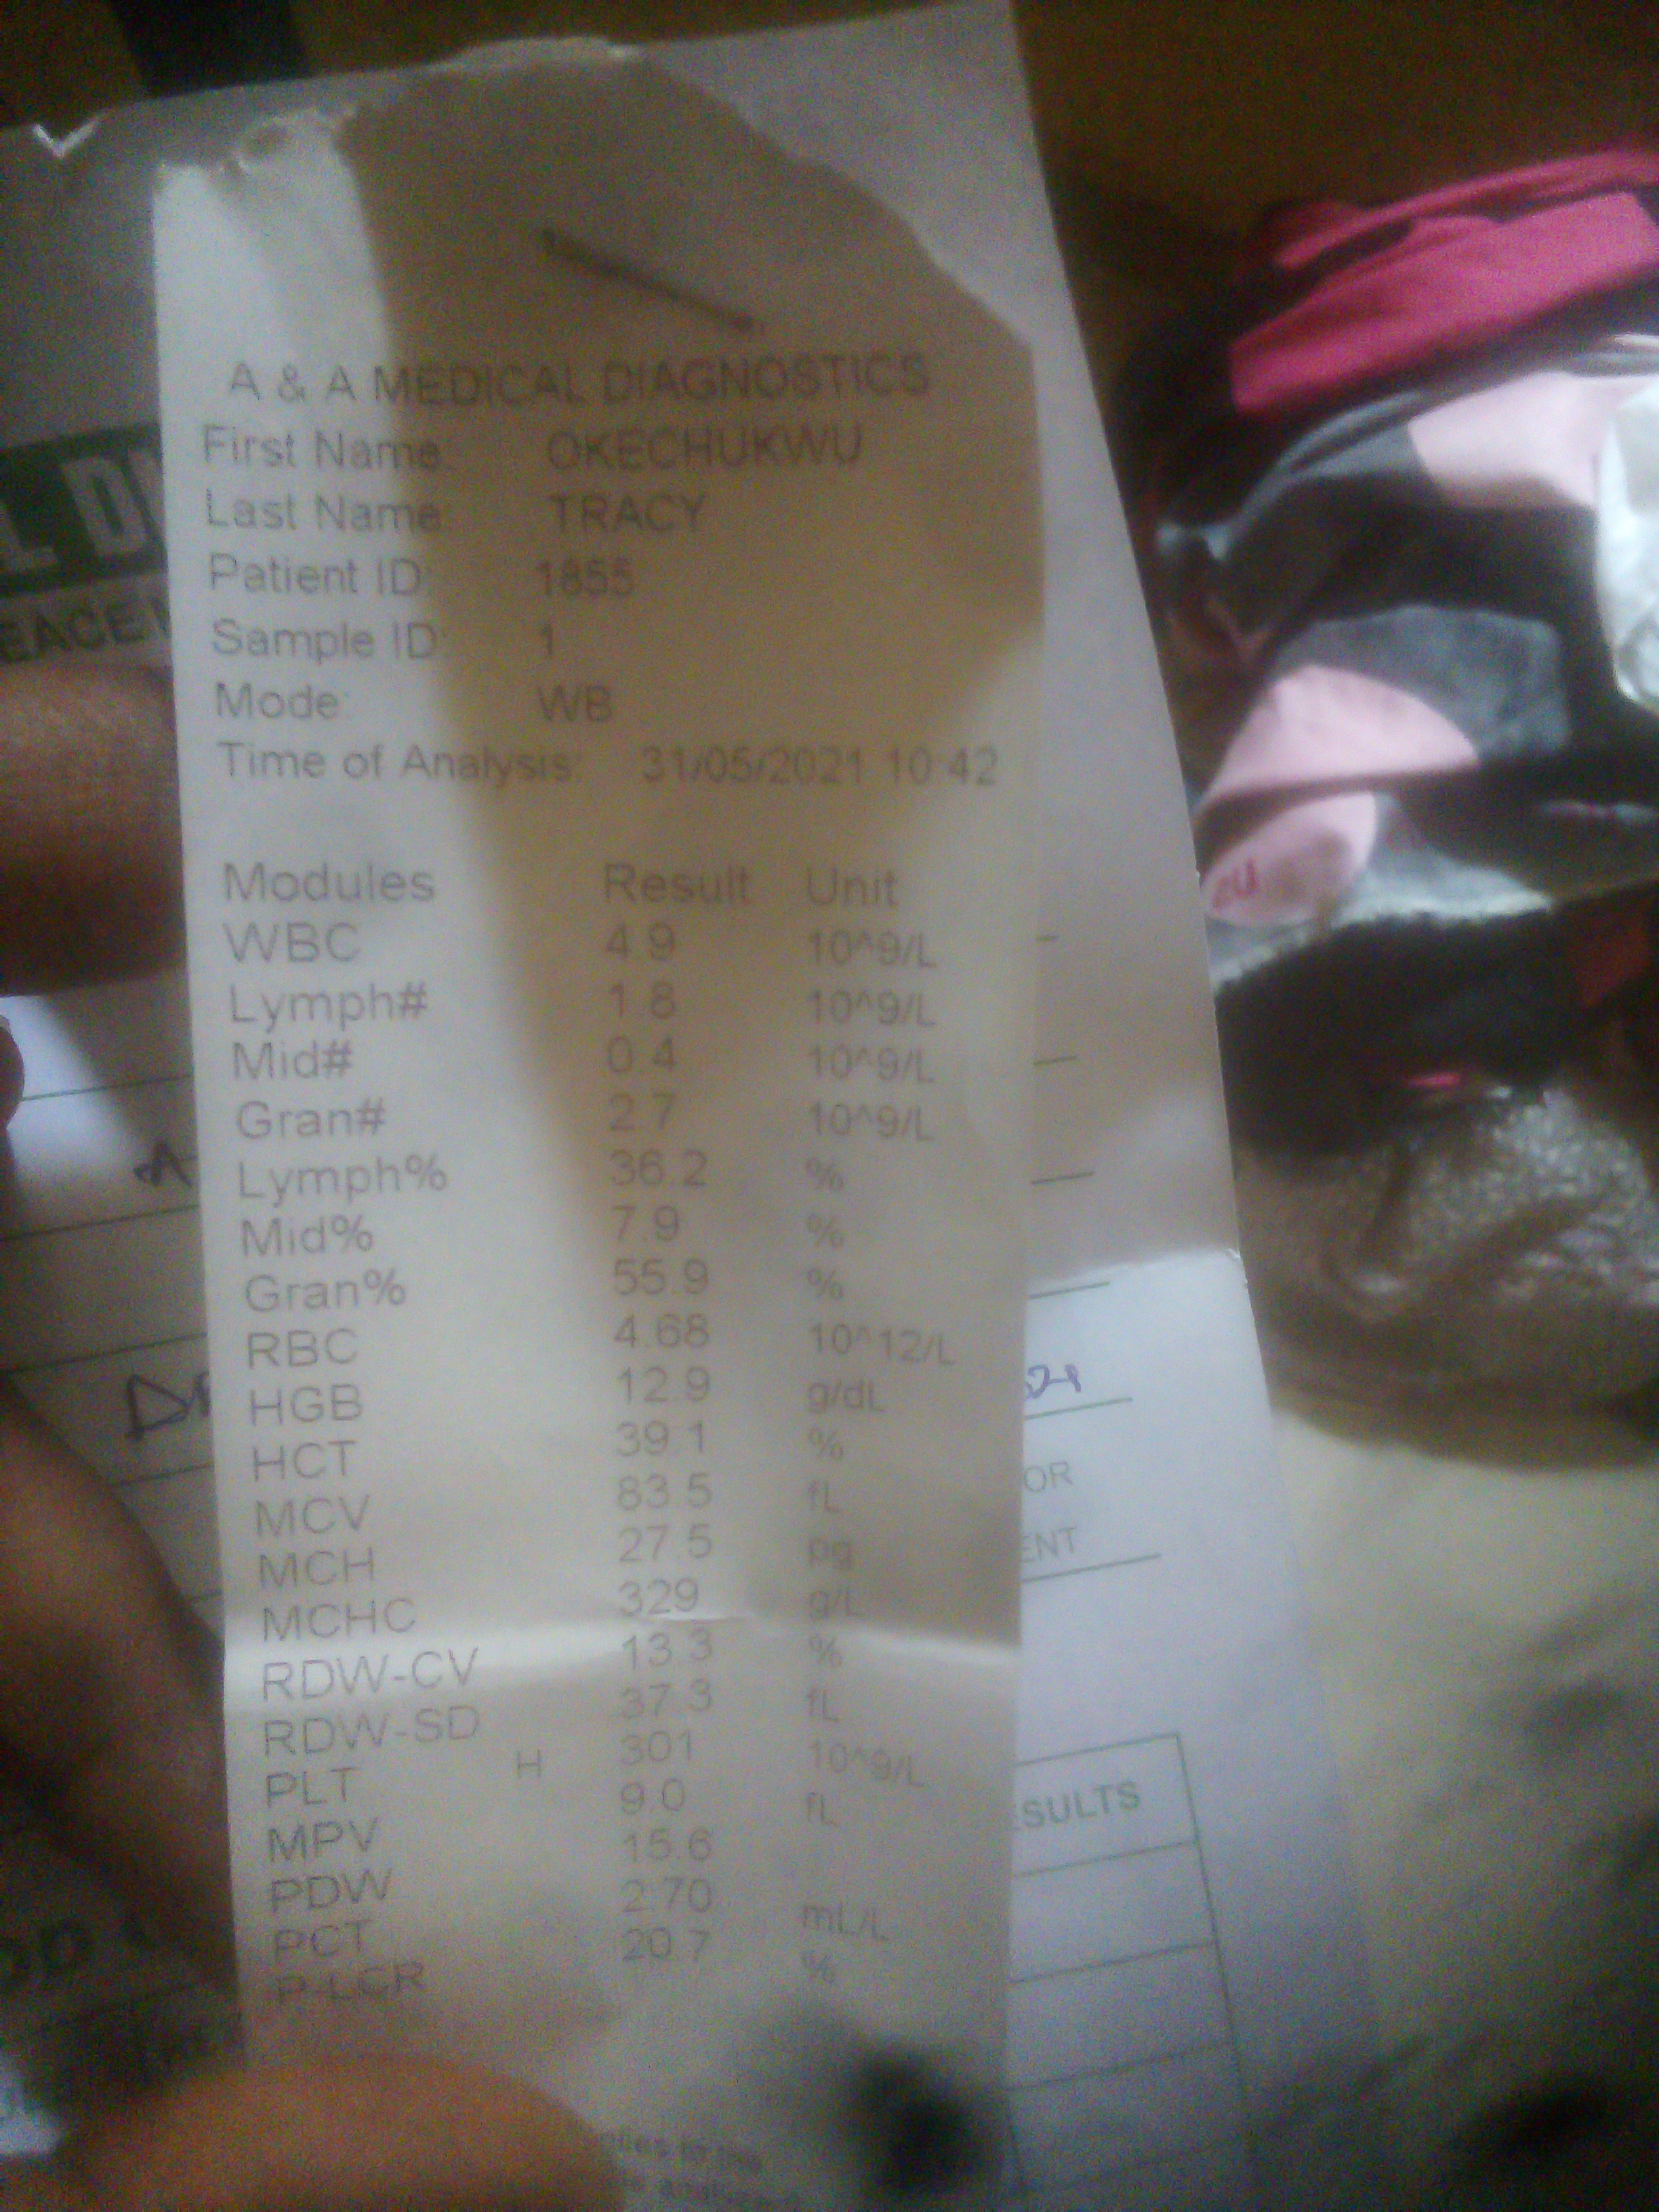 A & A MEDICAL DIAGNOSTICS
First Name: OKECHUKWU
Last Name: TRACY
Patient ID: 1855
Sample ID: 1
Mode: WB
Time of Analysis: 31/05/2021 10:42
Modules Result Unit
WBC 4.9 10^9/L
Lymph# 1.8 10^9/L
Mid# 0.4 10^9/L
Gran# 2.7 10^9/L
Lymph% 36.2 %
Mid% 7.9 %
Gran% 55.9 %
RBC 4.68 10^12/L
HGB 12.9 g/dL
HCT 39.1 %
MCV 83.5 fL
MCH 27.5 pg
MCHC 329 g/L
RDW-CV 13.3 %
RDW-SD 37.3 fL
PLT H 301 10^9/L
MPV 9.0 fL
PDW 15.6
PCT 2.70 mL/L
P-LCR 20.7 %
L DI
EACE
OR
ENT
ESULTS